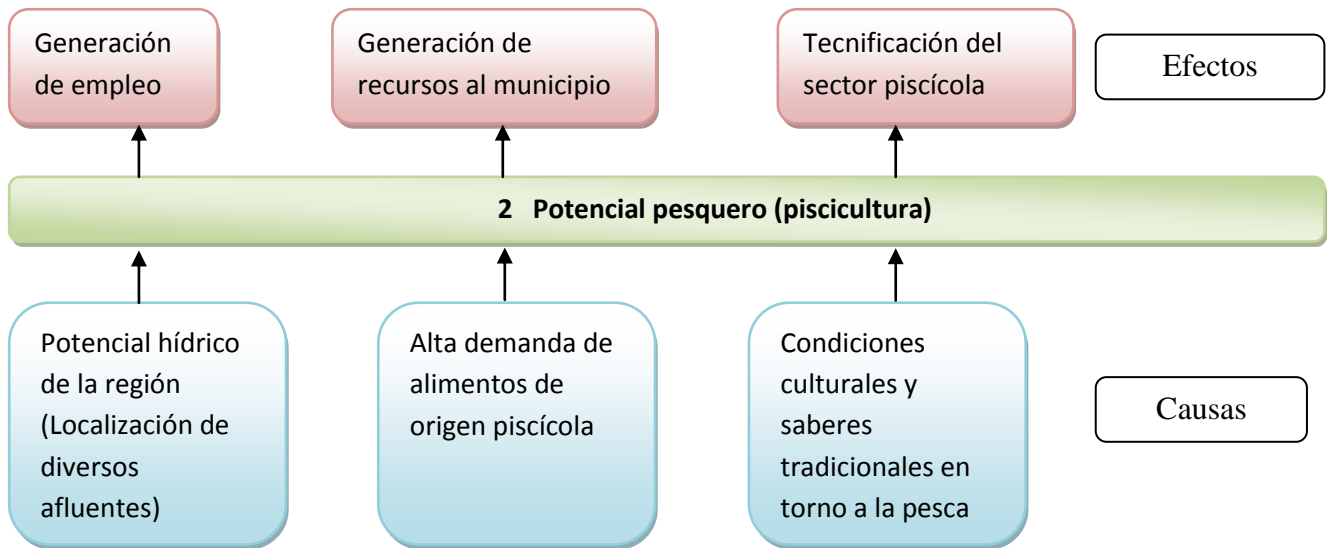 Generación
de empleo
Generación de
recursos al municipio
Tecnificación del
sector piscícola
Efectos
2 Potencial pesquero (piscicultura)
Potencial hídrico
de la región
(Localización de
diversos
afluentes)
Alta demanda de
alimentos de
origen piscícola
Condiciones
culturales y
saberes
tradicionales en
torno a la pesca
Causas